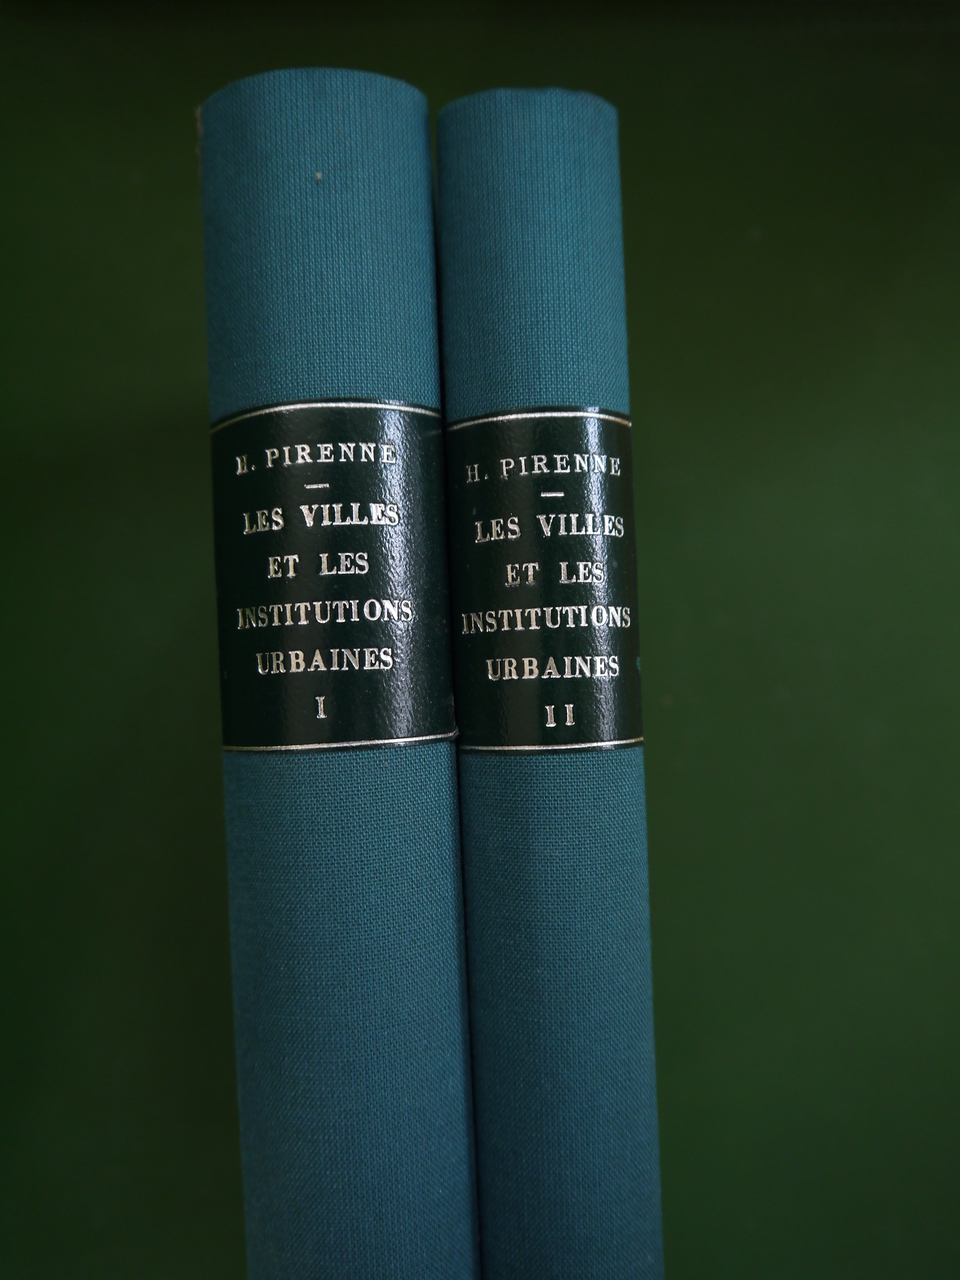 H. PIRENNE
LES VILLES
ET LES
INSTITUTIONS
URBAINES
I
H. PIRENNE
LES VILLES
ET LES
INSTITUTIONS
URBAINES
II